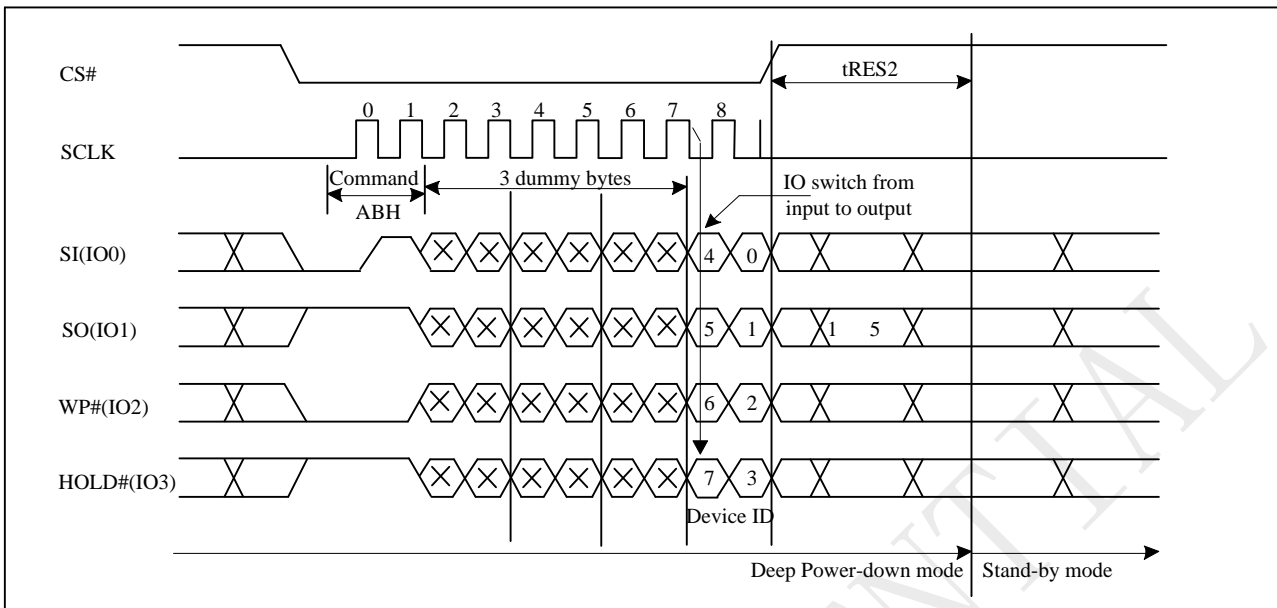 CS#
tRES2
0 1 2 3 4 5 6 7 8
SCLK
Command
3 dummy bytes
IO switch from
input to output
ABH
SI(IO0)
4 0
SO(IO1)
5 1 1 5
WP#(IO2)
6 2
HOLD#(IO3)
7 3
Device ID
Deep Power-down mode Stand-by mode